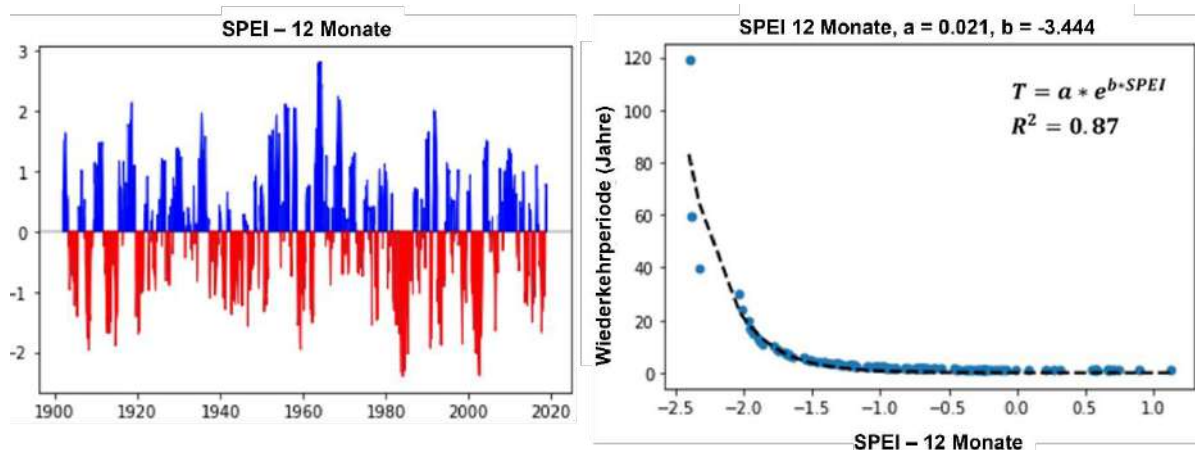 SPEI – 12 Monate
3
2
1
0
-1
-2
1900 1920 1940 1960 1980 2000 2020
SPEI 12 Monate, a = 0.021, b = -3.444
Wiederkehrperiode (Jahre)
120
100
80
60
40
20
0
T = a * e^{b*SPEI}
R² = 0.87
-2.5 -2.0 -1.5 -1.0 -0.5 0.0 0.5 1.0
SPEI – 12 Monate